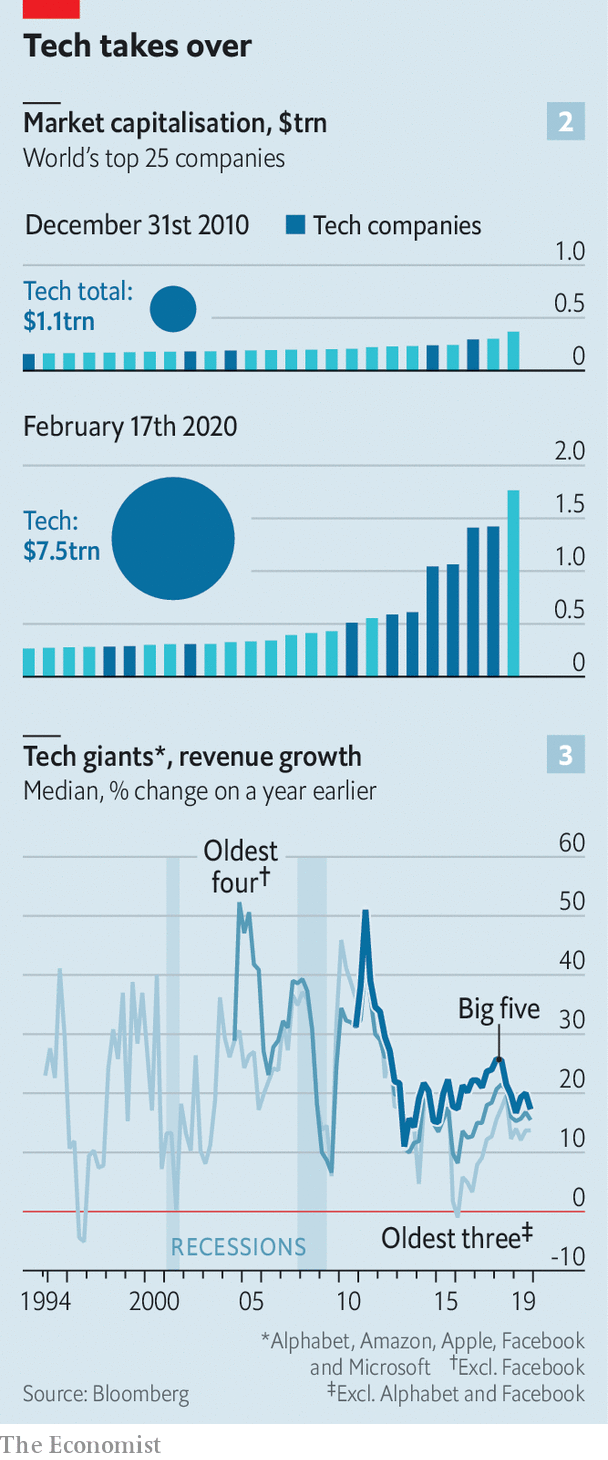 Tech takes over
Market capitalisation, $trn
2
World's top 25 companies
December 31st 2010
Tech companies
1.0
Tech total:
$1.1trn
0.5
0
February 17th 2020
2.0
1.5
Tech:
$7.5trn
1.0
0.5
0
Tech giants*, revenue growth
3
Median, % change on a year earlier
60
Oldest
four†
50
40
Big five
30
20
10
0
Oldest three‡
RECESSIONS
-10
1994 2000 05 10 15 19
*Alphabet, Amazon, Apple, Facebook
and Microsoft †Excl. Facebook
Source: Bloomberg ‡Excl. Alphabet and Facebook
The Economist